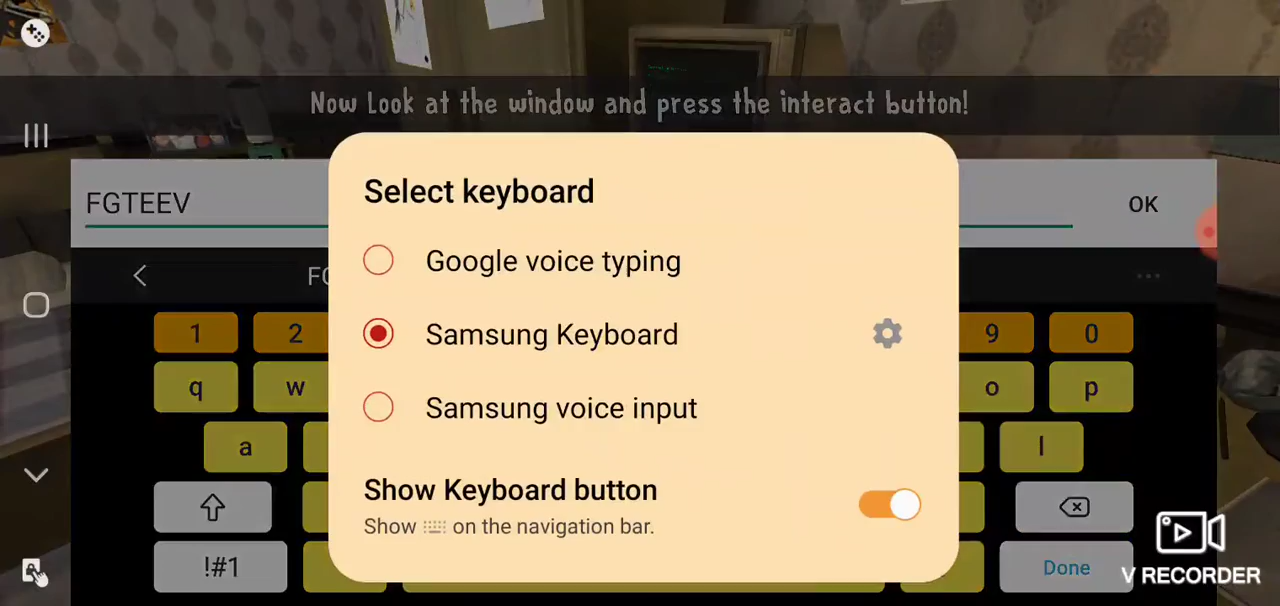 Now Look at the window and press the interact button!
Select keyboard
FGTEEV
OK
Google voice typing
FG
Samsung Keyboard
1 2 9 0
q w o p
Samsung voice input
a l
Show Keyboard button
Show on the navigation bar.
!#1 Done
V RECORDER